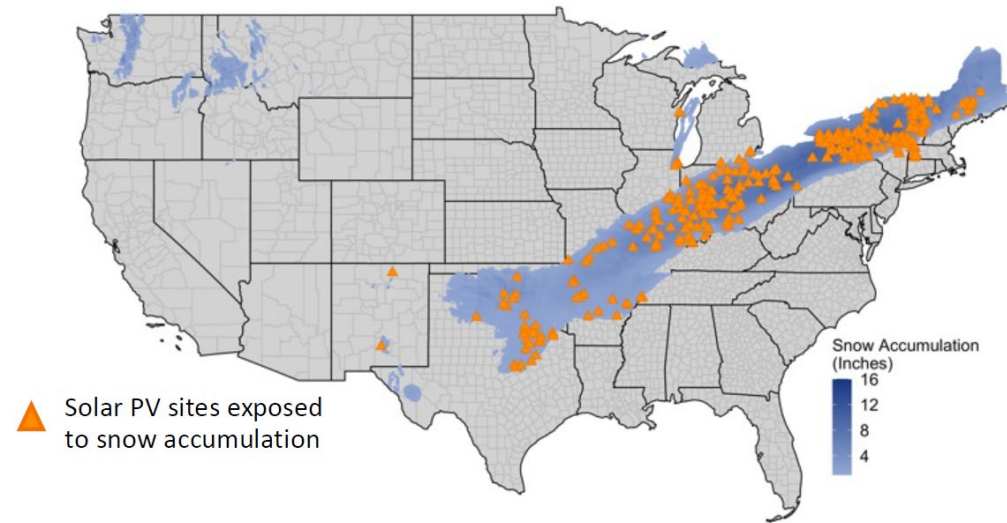 Snow Accumulation
(Inches)
16
12
8
4
Solar PV sites exposed
to snow accumulation